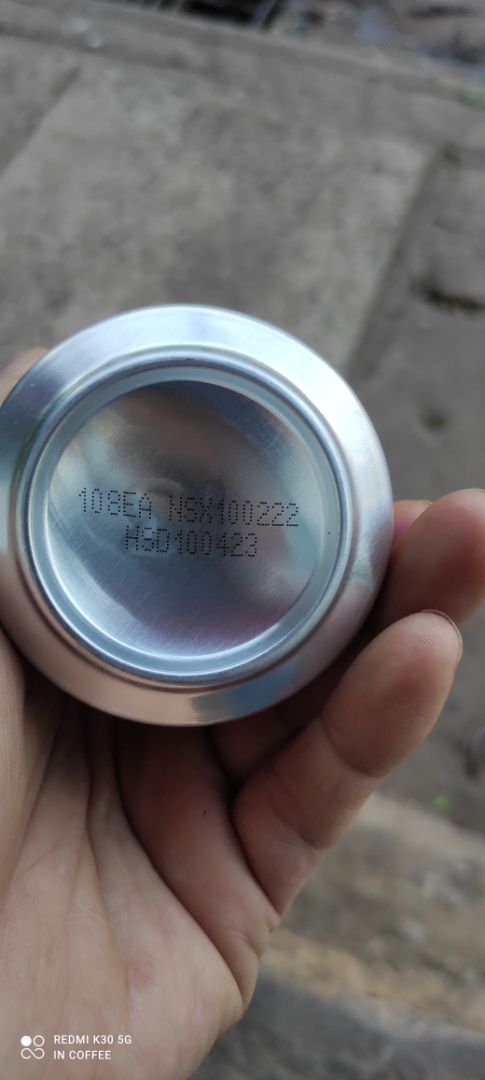 108EA NSX100222
HSD100423
REDMI K30 5G
IN COFFEE